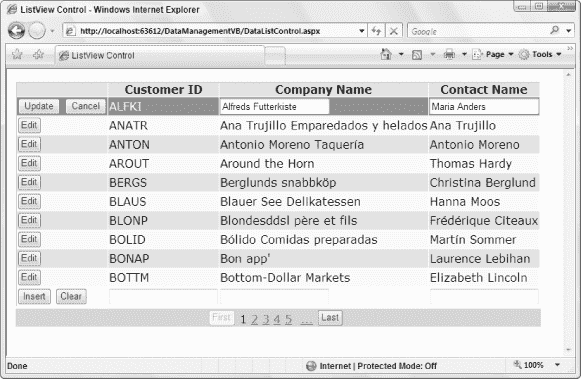 ListView Control - Windows Internet Explorer
http://localhost:63612/DataManagementVB/DataListControl.aspx
Google
ListView Control
Page
Tools
Customer ID Company Name Contact Name
Update Cancel ALFKI Alfreds Futterkiste Maria Anders
Edit ANATR Ana Trujillo Emparedados y helados Ana Trujillo
Edit ANTON Antonio Moreno Taquería Antonio Moreno
Edit AROUT Around the Horn Thomas Hardy
Edit BERGS Berglunds snabbköp Christina Berglund
Edit BLAUS Blauer See Delikatessen Hanna Moos
Edit BLONP Blondesddsl père et fils Frédérique Citeaux
Edit BOLID Bólido Comidas preparadas Martín Sommer
Edit BONAP Bon app' Laurence Lebihan
Edit BOTTM Bottom-Dollar Markets Elizabeth Lincoln
Insert Clear
First 1 2 3 4 5 ... Last
Done Internet | Protected Mode: Off 100%